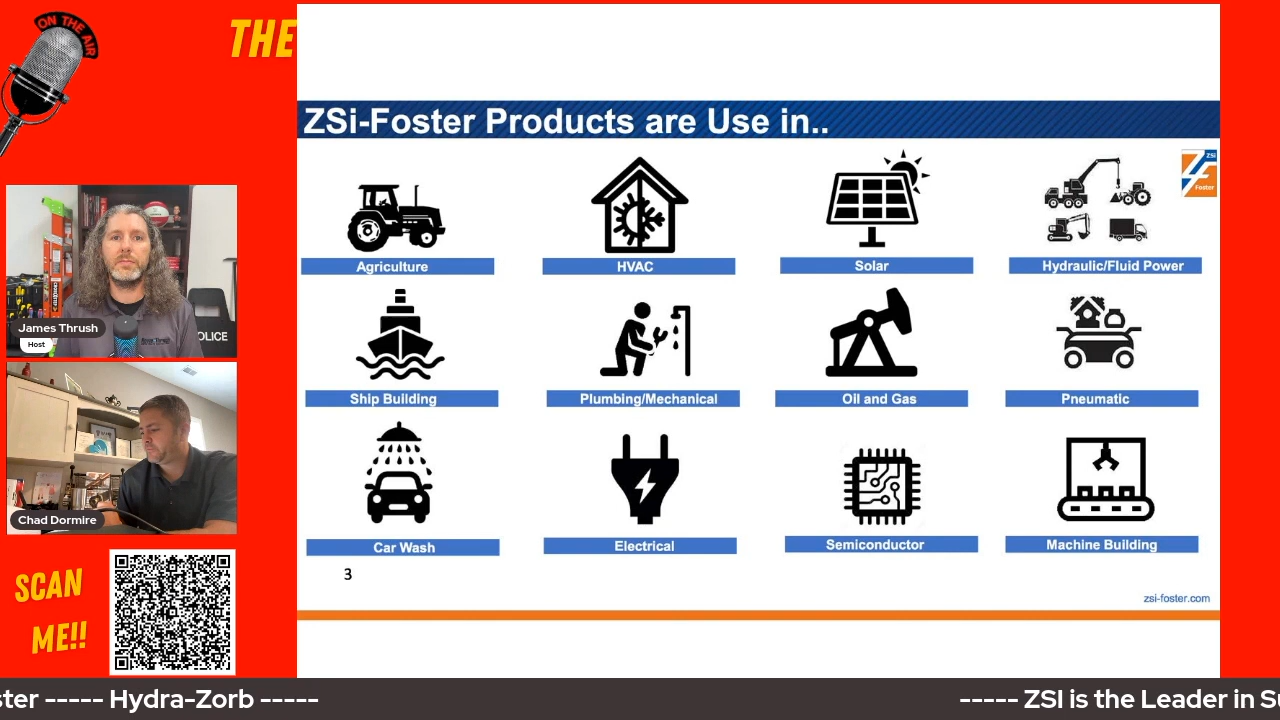 ON THE AIR
THE
ZSi-Foster Products are Use in..
ZSi
Foster
Agriculture
HVAC
Solar
Hydraulic/Fluid Power
Ship Building
Plumbing/Mechanical
Oil and Gas
Pneumatic
Car Wash
Electrical
Semiconductor
Machine Building
3
zsi-foster.com
James Thrush
Host
OLICE
Chad Dormire
SCAN
ME!!
ster ----- Hydra-Zorb ----- ----- ZSI is the Leader in Su